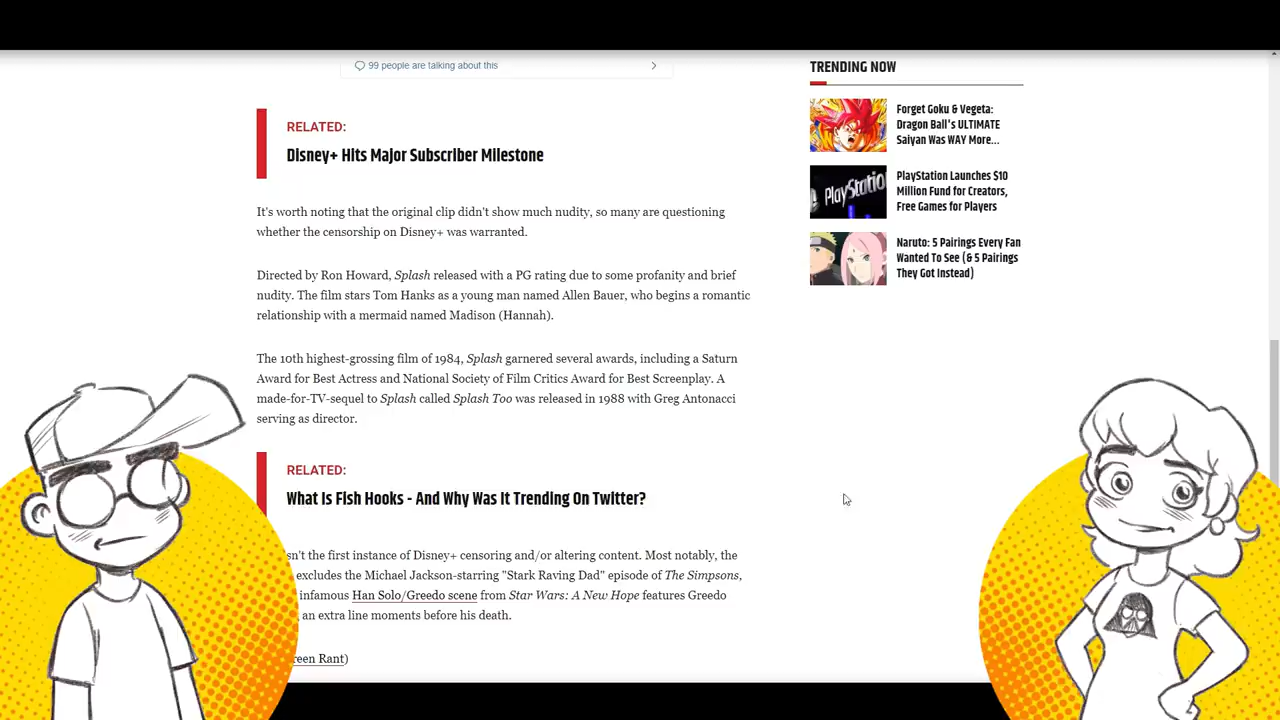 99 people are talking about this
RELATED:
Disney+ Hits Major Subscriber Milestone
It's worth noting that the original clip didn't show much nudity, so many are questioning
whether the censorship on Disney+ was warranted.
Directed by Ron Howard, Splash released with a PG rating due to some profanity and brief
nudity. The film stars Tom Hanks as a young man named Allen Bauer, who begins a romantic
relationship with a mermaid named Madison (Hannah).
The 10th highest-grossing film of 1984, Splash garnered several awards, including a Saturn
Award for Best Actress and National Society of Film Critics Award for Best Screenplay. A
made-for-TV-sequel to Splash called Splash Too was released in 1988 with Greg Antonacci
serving as director.
RELATED:
What Is Fish Hooks - And Why Was It Trending On Twitter?
isn't the first instance of Disney+ censoring and/or altering content. Most notably, the
excludes the Michael Jackson-starring "Stark Raving Dad" episode of The Simpsons,
infamous Han Solo/Greedo scene from Star Wars: A New Hope features Greedo
an extra line moments before his death.
reen Rant)
TRENDING NOW
Forget Goku & Vegeta:
Dragon Ball's ULTIMATE
Saiyan Was WAY More...
PlayStation
PlayStation Launches $10
Million Fund for Creators,
Free Games for Players
Naruto: 5 Pairings Every Fan
Wanted To See (& 5 Pairings
They Got Instead)